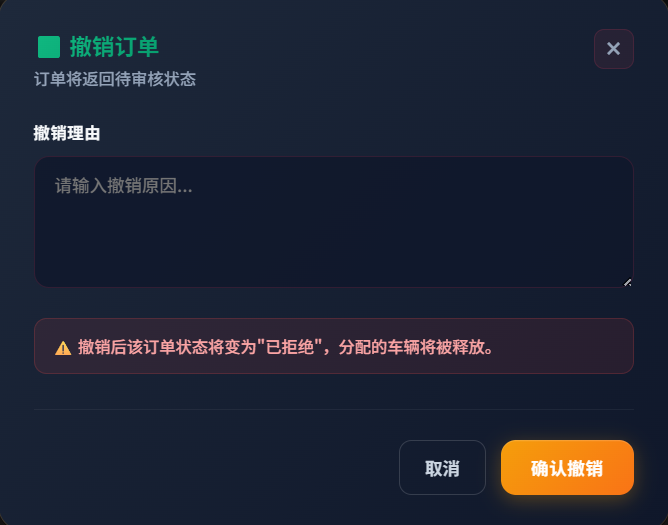 撤销订单
订单将返回待审核状态
撤销理由
请输入撤销原因...
撤销后该订单状态将变为"已拒绝"，分配的车辆将被释放。
取消
确认撤销